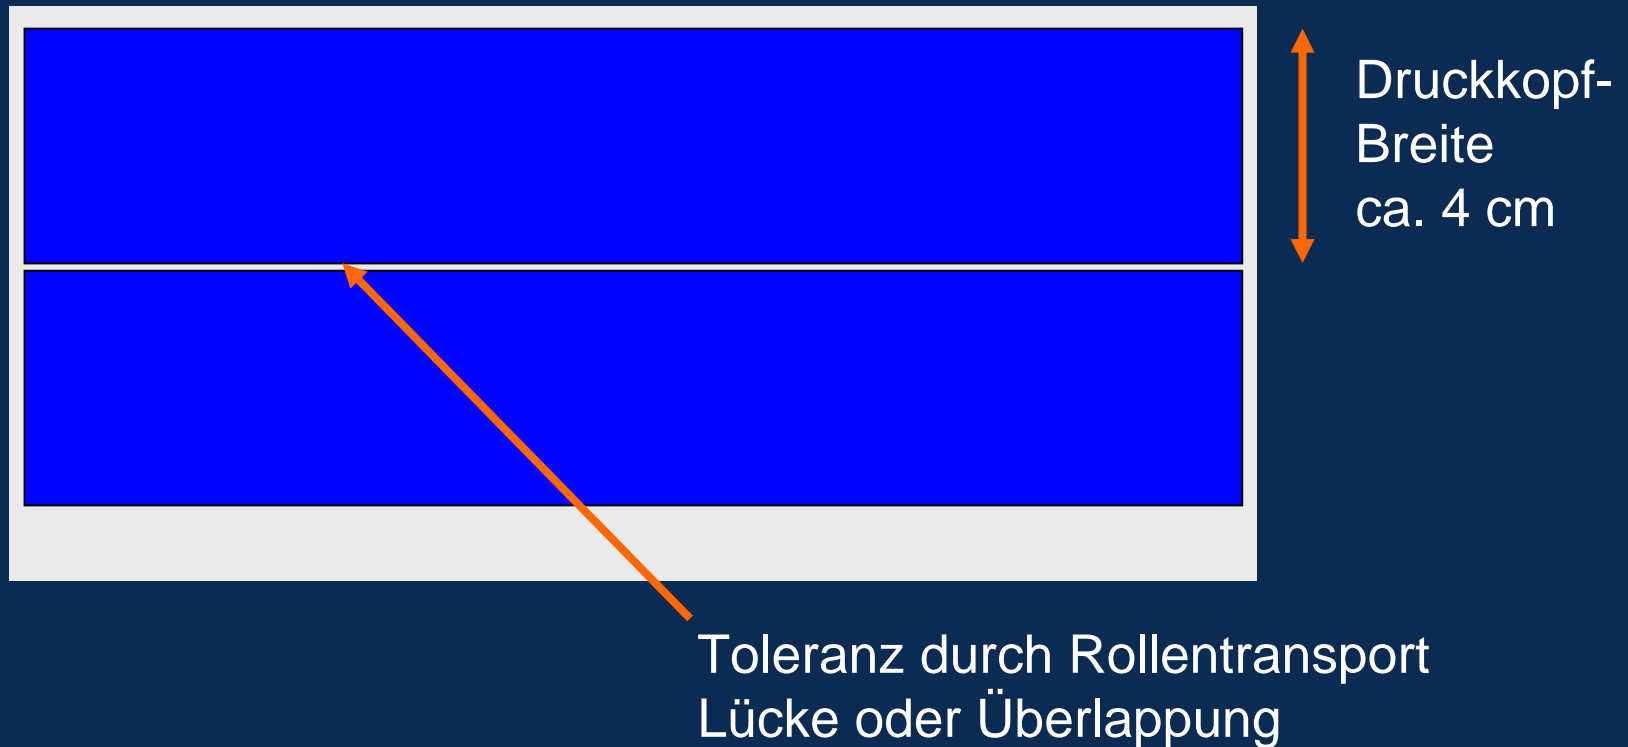 Druckkopf-
Breite
ca. 4 cm
Toleranz durch Rollentransport
Lücke oder Überlappung